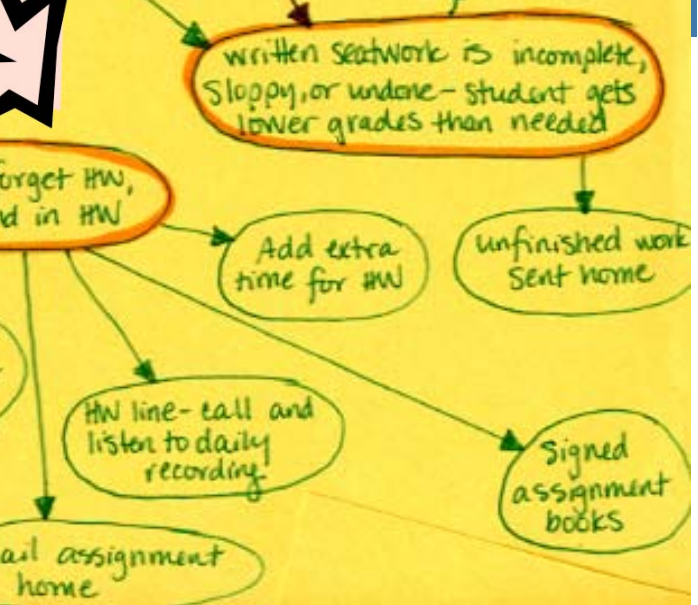 written seatwork is incomplete,
sloppy, or undone - student gets
lower grades than needed
orget HW,
d in HW
Add extra
time for HW
unfinished work
sent home
HW line - call and
listen to daily
recording!
Signed
assignment
books
ail assignment
home